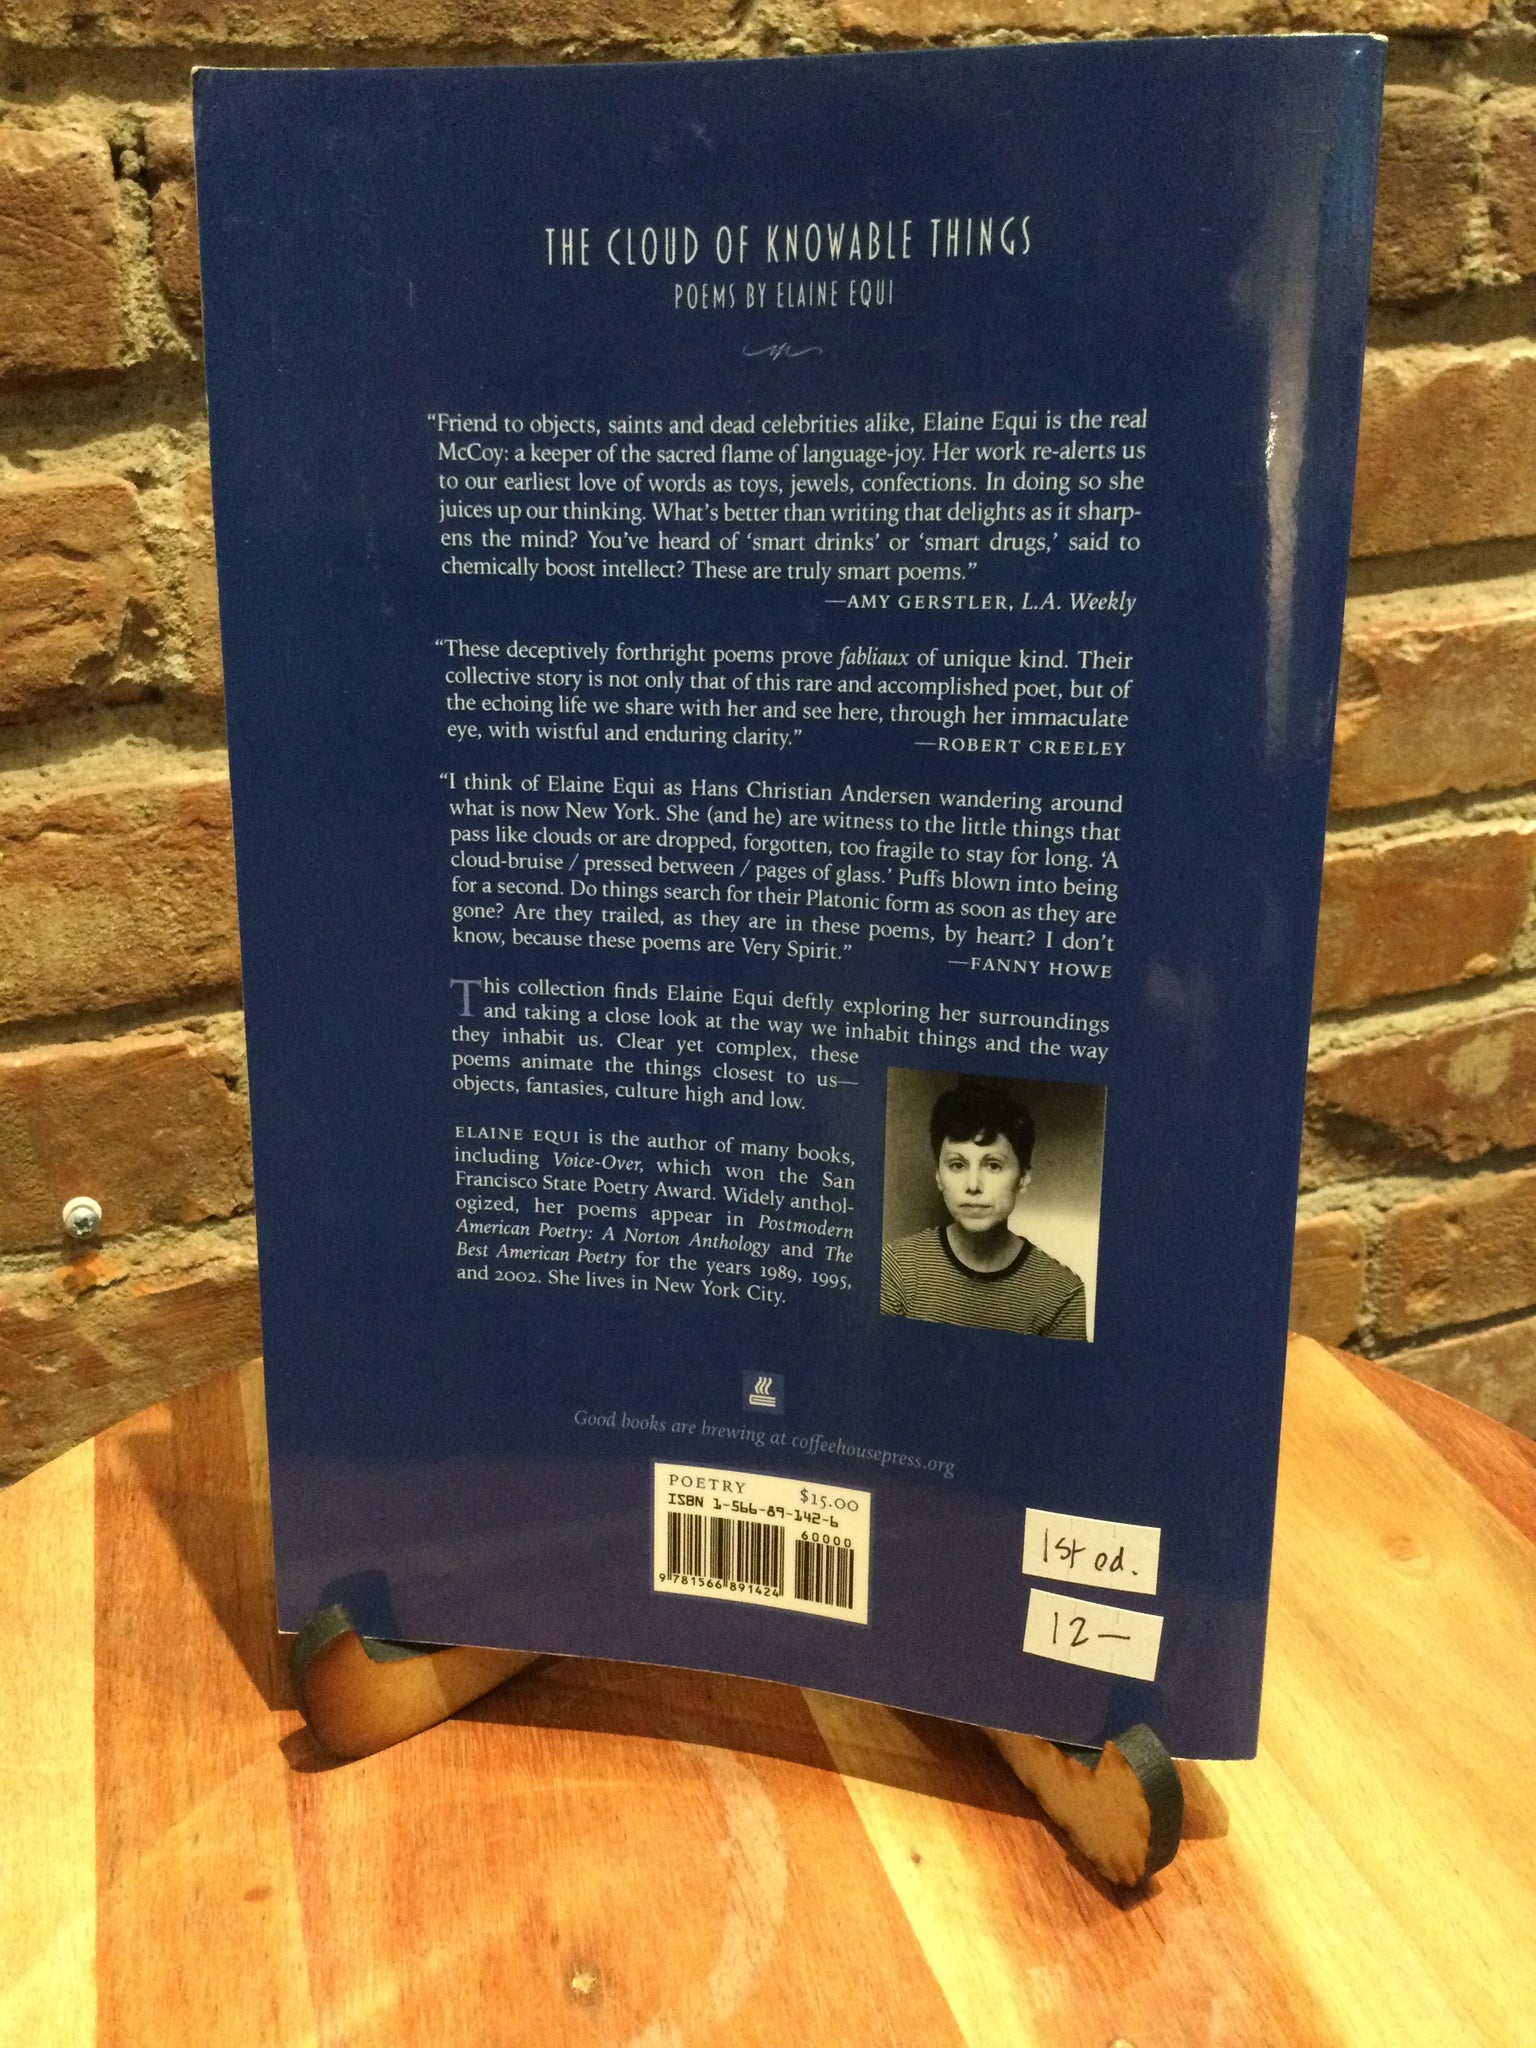 THE CLOUD OF KNOWABLE THINGS
POEMS BY ELAINE EQUI
“Friend to objects, saints and dead celebrities alike, Elaine Equi is the real
McCoy: a keeper of the sacred flame of language-joy. Her work re-alerts us
to our earliest love of words as toys, jewels, confections. In doing so she
juices up our thinking. What’s better than writing that delights as it sharp-
ens the mind? You’ve heard of ‘smart drinks’ or ‘smart drugs,’ said to
chemically boost intellect? These are truly smart poems.”
—AMY GERSTLER, L.A. Weekly
“These deceptively forthright poems prove fabliaux of unique kind. Their
collective story is not only that of this rare and accomplished poet, but of
the echoing life we share with her and see here, through her immaculate
eye, with wistful and enduring clarity.” —ROBERT CREELEY
“I think of Elaine Equi as Hans Christian Andersen wandering around
what is now New York. She (and he) are witness to the little things that
pass like clouds or are dropped, forgotten, too fragile to stay for long. ‘A
cloud-bruise / pressed between / pages of glass.’ Puffs blown into being
for a second. Do things search for their Platonic form as soon as they are
gone? Are they trailed, as they are in these poems, by heart? I don’t
know, because these poems are Very Spirit.” —FANNY HOWE
This collection finds Elaine Equi deftly exploring her surroundings
and taking a close look at the way we inhabit things and the way
they inhabit us. Clear yet complex, these
poems animate the things closest to us—
objects, fantasies, culture high and low.
ELAINE EQUI is the author of many books,
including Voice-Over, which won the San
Francisco State Poetry Award. Widely anthol-
ogized, her poems appear in Postmodern
American Poetry: A Norton Anthology and The
Best American Poetry for the years 1989, 1995,
and 2002. She lives in New York City.
Good books are brewing at coffeehousepress.org
POETRY $15.00
ISBN 1-566-89-142-6
60000
9 781566 891424
1st ed.
12—